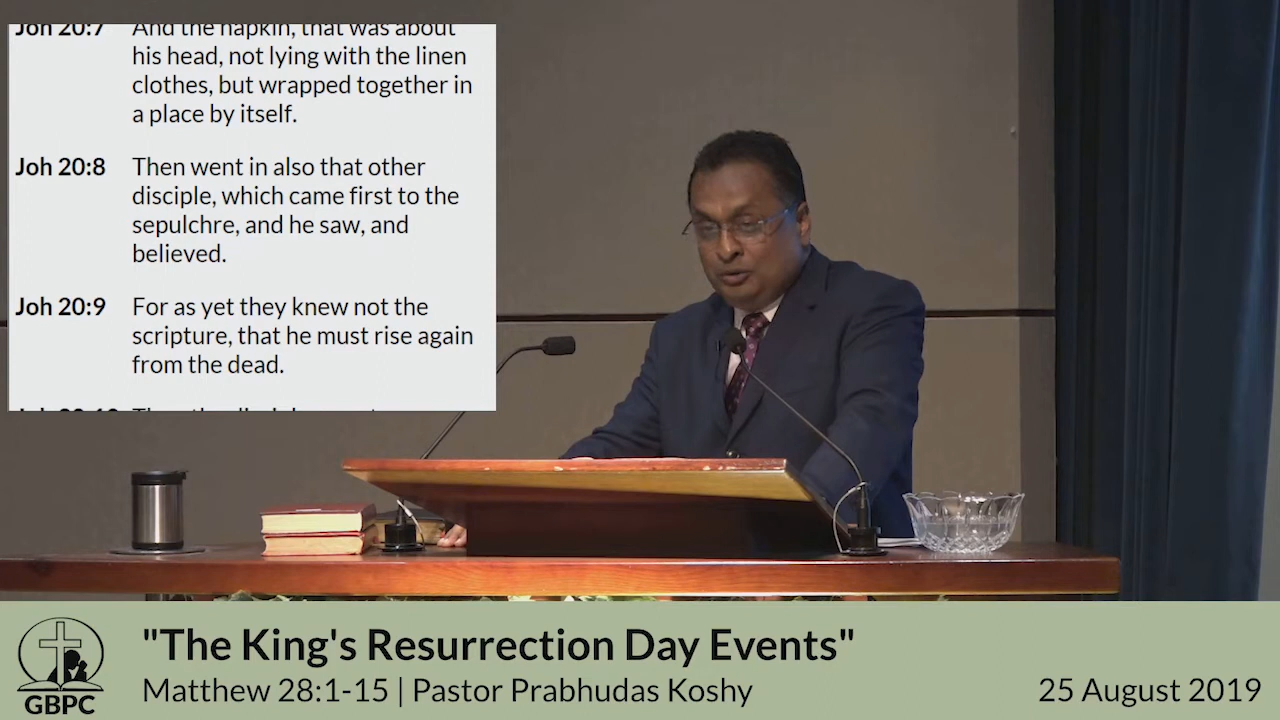 Joh 20:7 And the napkin, that was about
his head, not lying with the linen
clothes, but wrapped together in
a place by itself.
Joh 20:8 Then went in also that other
disciple, which came first to the
sepulchre, and he saw, and
believed.
Joh 20:9 For as yet they knew not the
scripture, that he must rise again
from the dead.
GBPC
"The King's Resurrection Day Events"
Matthew 28:1-15 | Pastor Prabhudas Koshy
25 August 2019